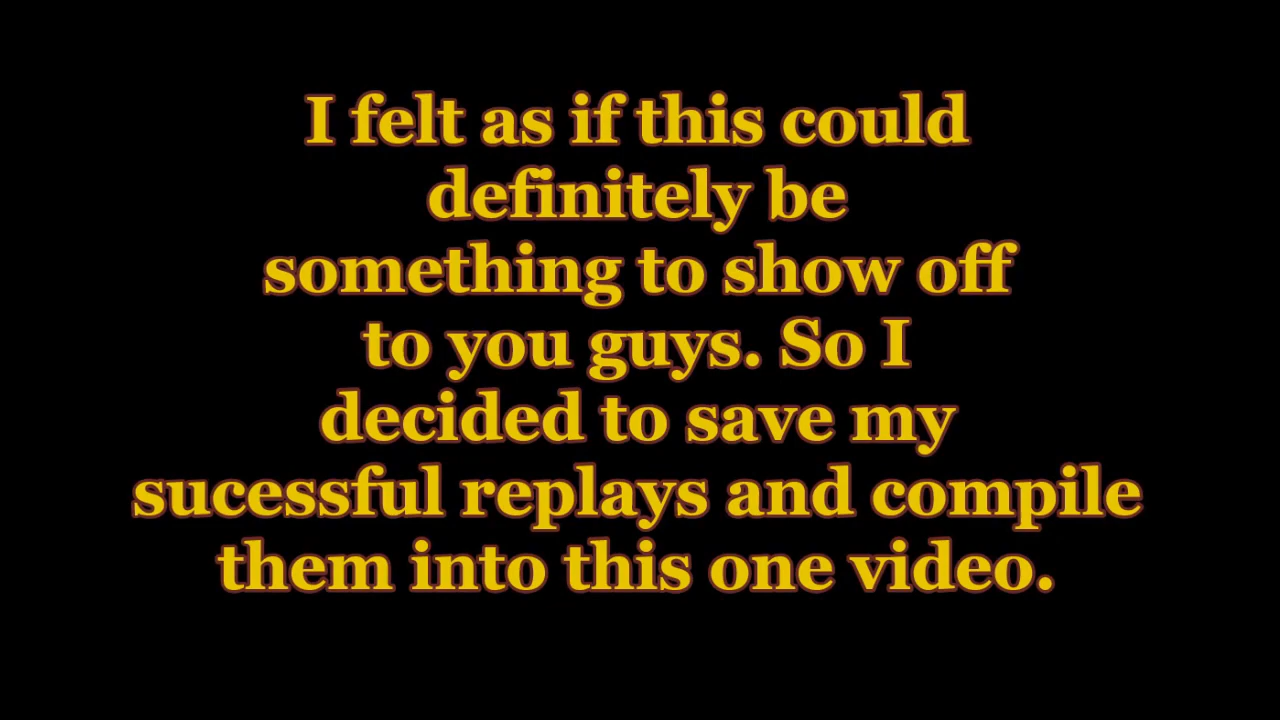 I felt as if this could
definitely be
something to show off
to you guys. So I
decided to save my
sucessful replays and compile
them into this one video.